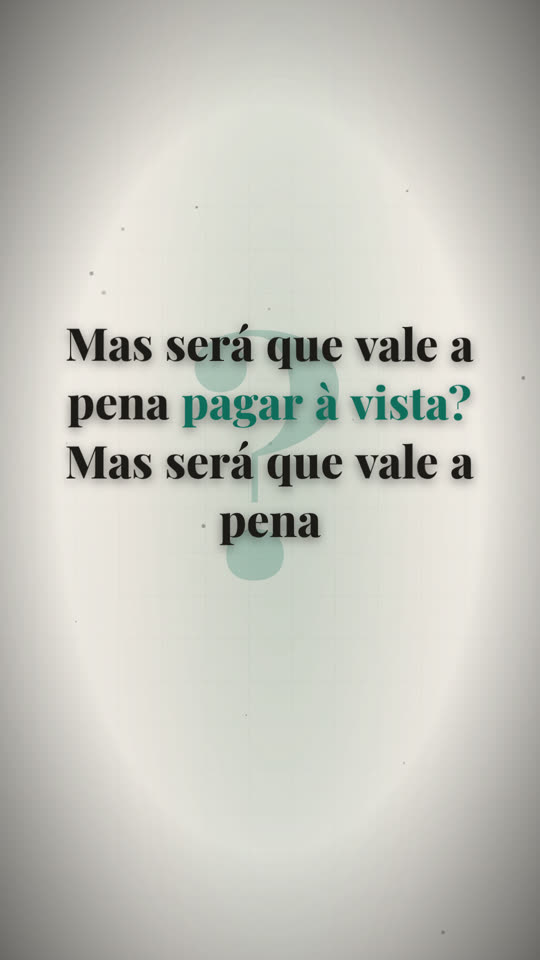 Mas será que vale a
pena pagar à vista?
Mas será que vale a
pena
?